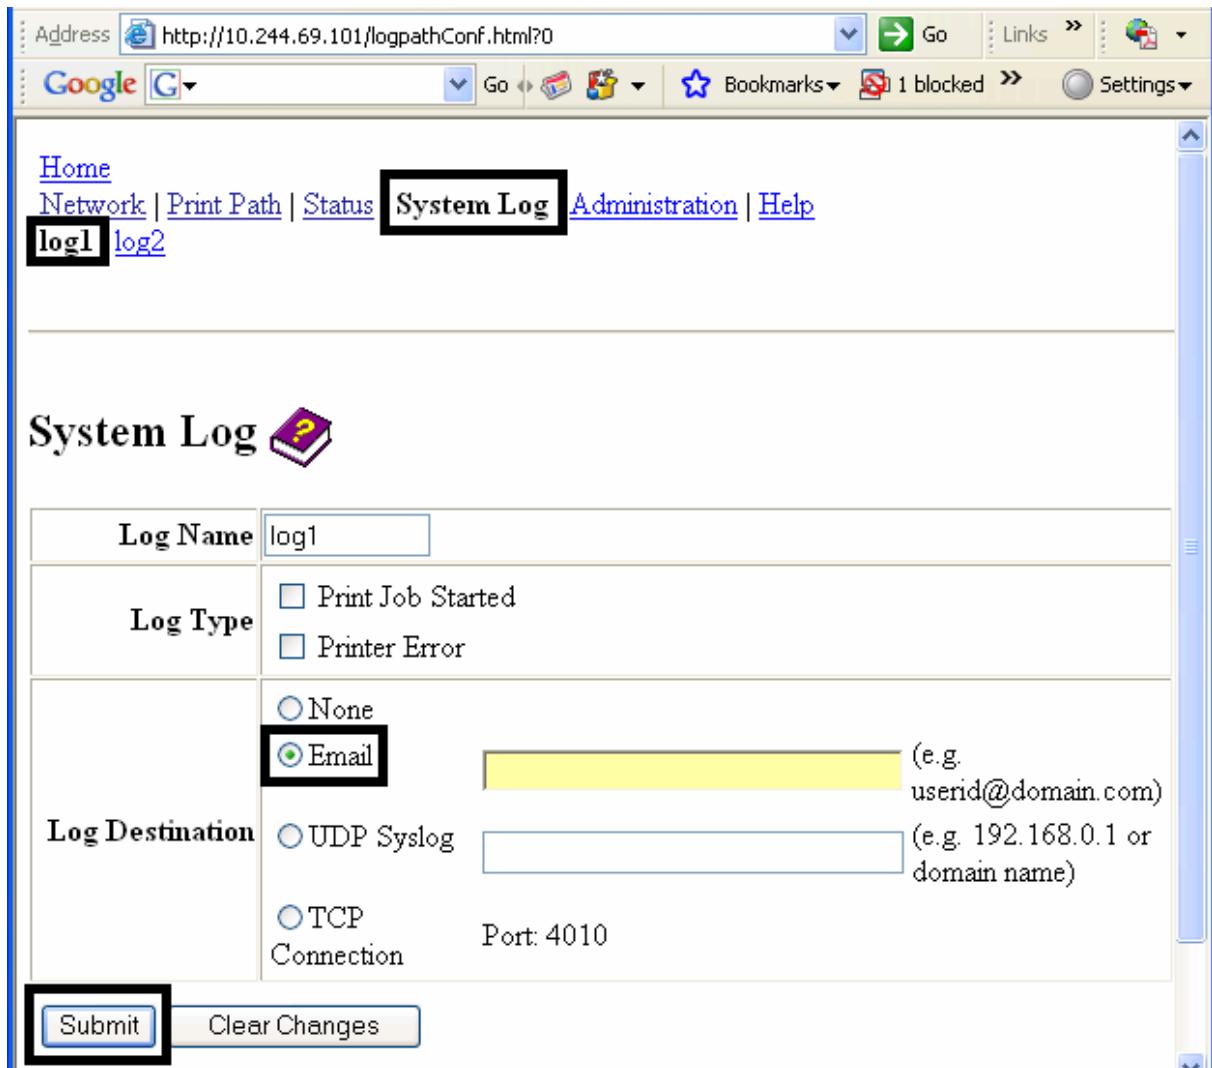 Address http://10.244.69.101/logpathConf.html?0 Go Links »
Google G Go Bookmarks 1 blocked » Settings
Home
Network | Print Path | Status System Log Administration | Help
log1 log2
System Log ?
Log Name log1
Log Type Print Job Started
Printer Error
Log Destination None
Email (e.g. userid@domain.com)
UDP Syslog (e.g. 192.168.0.1 or domain name)
TCP Connection Port: 4010
Submit Clear Changes